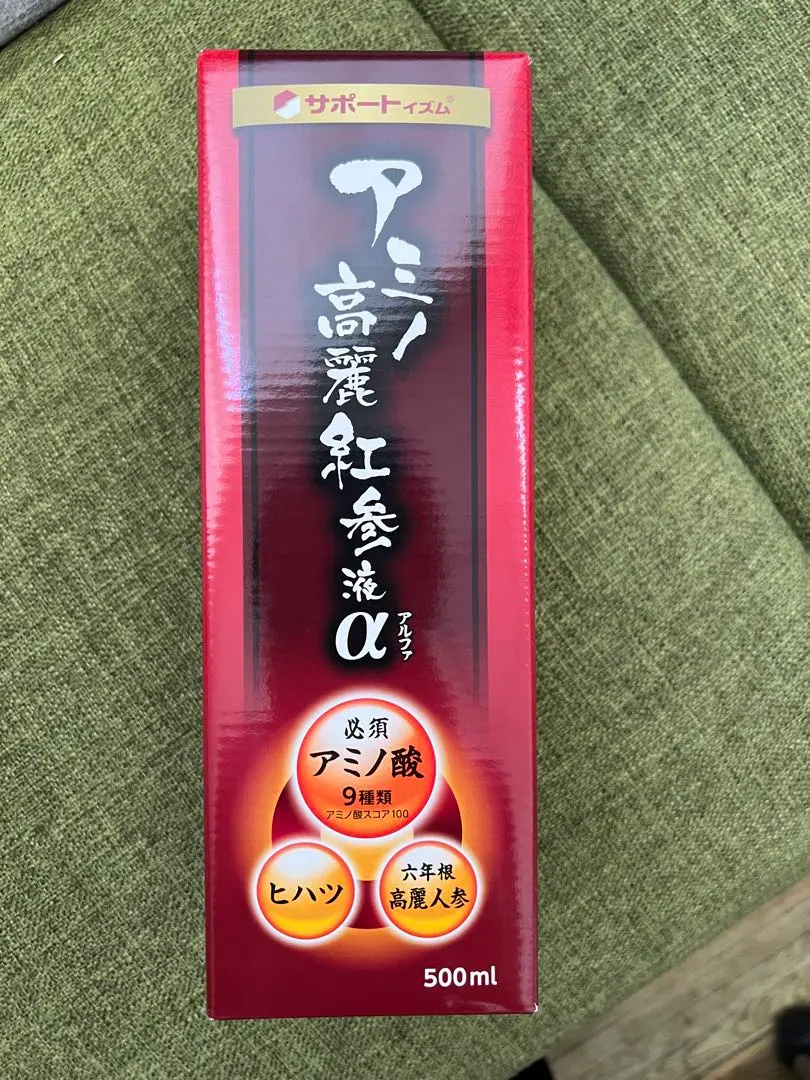 サポートイズム®
アミノ
高麗紅参液α
アルファ
必須
アミノ酸
9種類
アミノ酸スコア100
ヒハツ
六年根
高麗人参
500ml